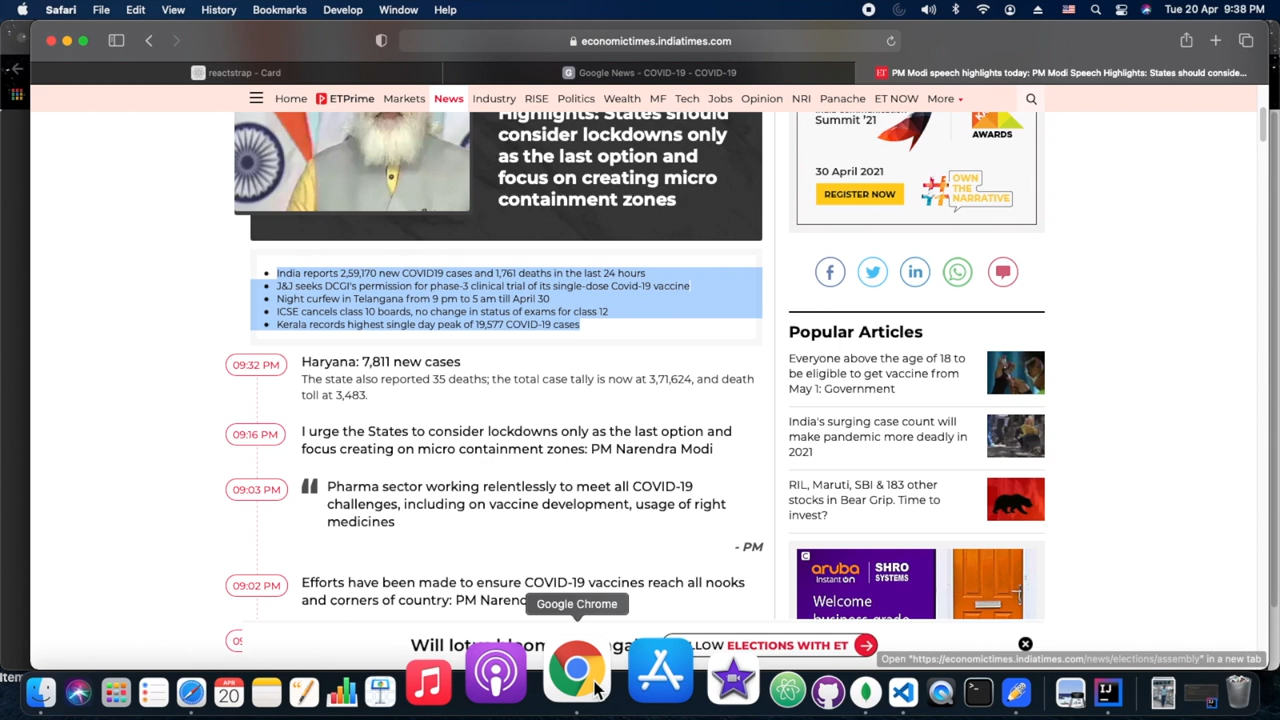 Safari File Edit View History Bookmarks Develop Window Help
Tue 20 Apr 9:38 PM
economictimes.indiatimes.com
reactstrap - Card
Google News - COVID-19 - COVID-19
ET PM Modi speech highlights today: PM Modi Speech Highlights: States should conside...
Home ETPrime Markets News Industry RISE Politics Wealth MF Tech Jobs Opinion NRI Panache ET NOW More
Highlights: States should
consider lockdowns only
as the last option and
focus on creating micro
containment zones
Summit '21
AWARDS
30 April 2021
REGISTER NOW
OWN
THE
NARRATIVE
• India reports 2,59,170 new COVID19 cases and 1,761 deaths in the last 24 hours
• J&J seeks DCGI's permission for phase-3 clinical trial of its single-dose Covid-19 vaccine
• Night curfew in Telangana from 9 pm to 5 am till April 30
• ICSE cancels class 10 boards, no change in status of exams for class 12
• Kerala records highest single day peak of 19,577 COVID-19 cases
09:32 PM
Haryana: 7,811 new cases
The state also reported 35 deaths; the total case tally is now at 3,71,624, and death
toll at 3,483.
09:16 PM
I urge the States to consider lockdowns only as the last option and
focus on creating on micro containment zones: PM Narendra Modi
09:03 PM
Pharma sector working relentlessly to meet all COVID-19
challenges, including on vaccine development, usage of right
medicines
- PM
09:02 PM
Efforts have been made to ensure COVID-19 vaccines reach all nooks
and corners of country: PM Naren
Popular Articles
Everyone above the age of 18 to
be eligible to get vaccine from
May 1: Government
India's surging case count will
make pandemic more deadly in
2021
RIL, Maruti, SBI & 183 other
stocks in Bear Grip. Time to
invest?
aruba
Instant on
SHRO
SYSTEMS
Welcome
Google Chrome
Will
LLOW ELECTIONS WITH ET
Open "https://economictimes.indiatimes.com/news/elections/assembly" in a new tab
APR
20